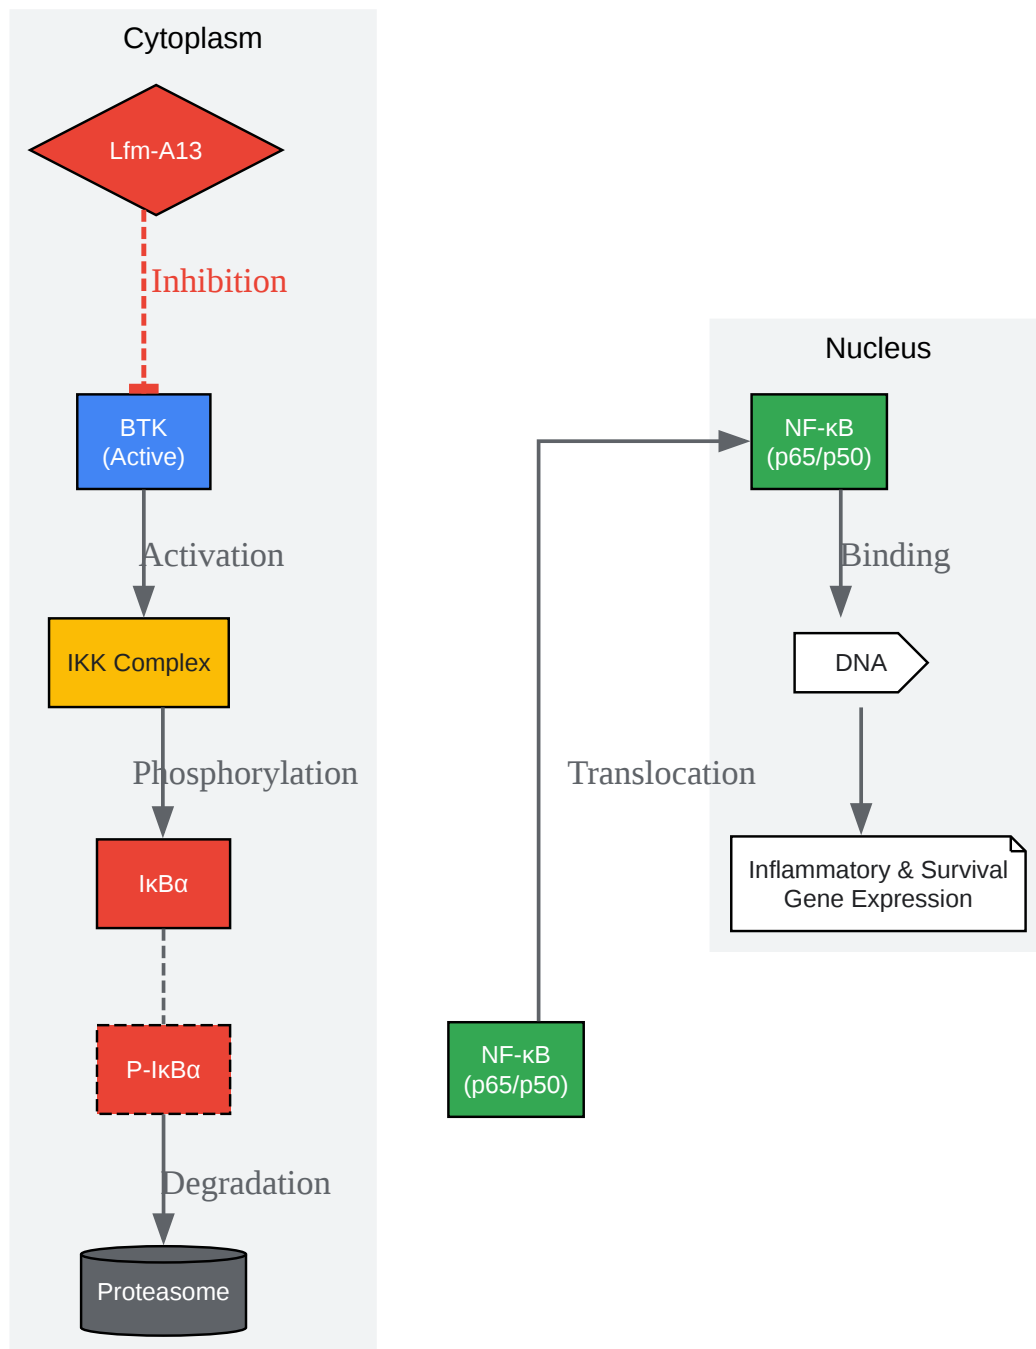 Cytoplasm
Lfm-A13
Inhibition
BTK
(Active)
Activation
IKK Complex
Phosphorylation
IκBα
P-IκBα
Degradation
Proteasome
NF-κB
(p65/p50)
Translocation
Nucleus
NF-κB
(p65/p50)
Binding
DNA
Inflammatory & Survival
Gene Expression